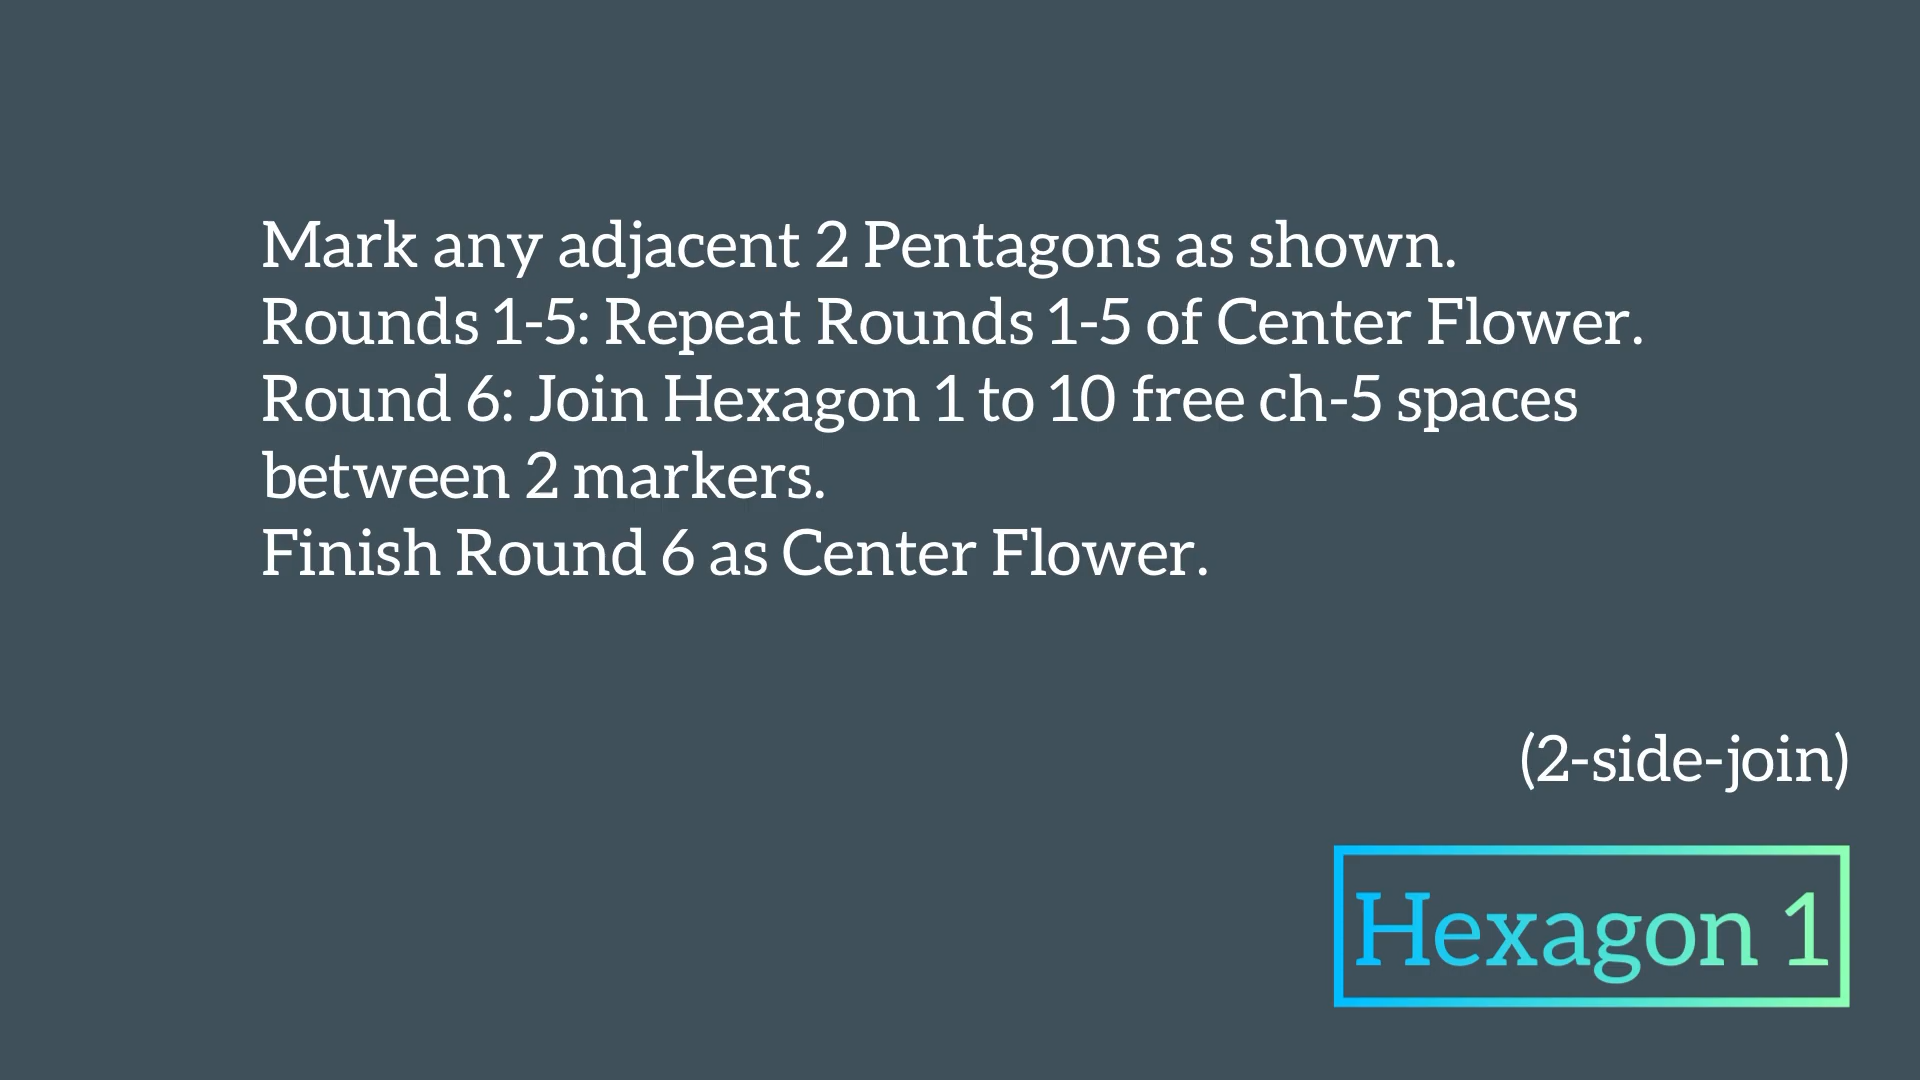 Mark any adjacent 2 Pentagons as shown.
Rounds 1-5: Repeat Rounds 1-5 of Center Flower.
Round 6: Join Hexagon 1 to 10 free ch-5 spaces
between 2 markers.
Finish Round 6 as Center Flower.
(2-side-join)
Hexagon 1